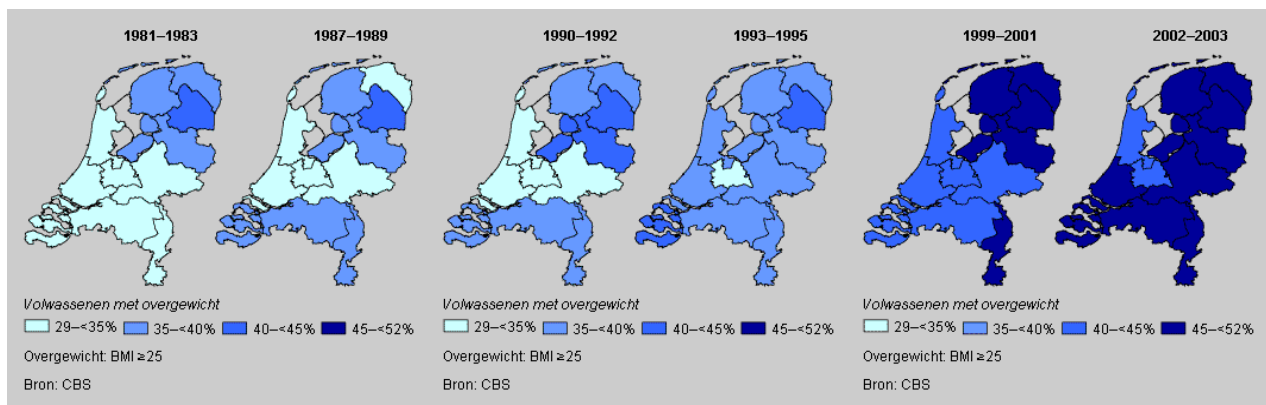 1981–1983 1987–1989 1990–1992 1993–1995 1999–2001 2002–2003
Volwassenen met overgewicht Volwassenen met overgewicht Volwassenen met overgewicht
29–<35% 35–<40% 40–<45% 45–<52% 29–<35% 35–<40% 40–<45% 45–<52% 29–<35% 35–<40% 40–<45% 45–<52%
Overgewicht: BMI ≥25 Overgewicht: BMI ≥25 Overgewicht: BMI ≥25
Bron: CBS Bron: CBS Bron: CBS